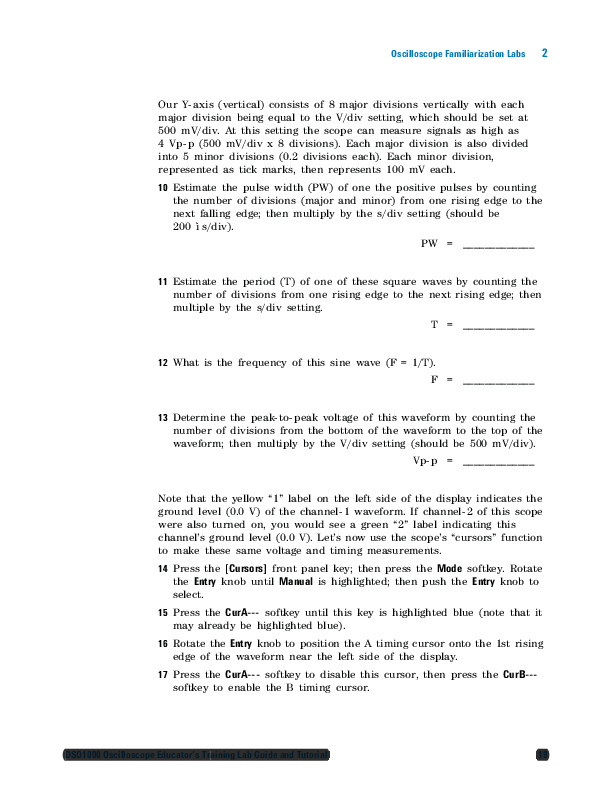 Oscilloscope Familiarization Labs 2
Our Y-axis (vertical) consists of 8 major divisions vertically with each
major division being equal to the V/div setting, which should be set at
500 mV/div. At this setting the scope can measure signals as high as
4 Vp-p (500 mV/div x 8 divisions). Each major division is also divided
into 5 minor divisions (0.2 divisions each). Each minor division,
represented as tick marks, then represents 100 mV each.
10 Estimate the pulse width (PW) of one the positive pulses by counting
the number of divisions (major and minor) from one rising edge to the
next falling edge; then multiply by the s/div setting (should be
200 ì s/div).
PW = _____________
11 Estimate the period (T) of one of these square waves by counting the
number of divisions from one rising edge to the next rising edge; then
multiple by the s/div setting.
T = _____________
12 What is the frequency of this sine wave (F = 1/T).
F = _____________
13 Determine the peak-to-peak voltage of this waveform by counting the
number of divisions from the bottom of the waveform to the top of the
waveform; then multiply by the V/div setting (should be 500 mV/div).
Vp-p = _____________
Note that the yellow “1” label on the left side of the display indicates the
ground level (0.0 V) of the channel-1 waveform. If channel-2 of this scope
were also turned on, you would see a green “2” label indicating this
channel’s ground level (0.0 V). Let’s now use the scope’s “cursors” function
to make these same voltage and timing measurements.
14 Press the [Cursors] front panel key; then press the Mode softkey. Rotate
the Entry knob until Manual is highlighted; then push the Entry knob to
select.
15 Press the CurA--- softkey until this key is highlighted blue (note that it
may already be highlighted blue).
16 Rotate the Entry knob to position the A timing cursor onto the 1st rising
edge of the waveform near the left side of the display.
17 Press the CurA--- softkey to disable this cursor, then press the CurB---
softkey to enable the B timing cursor.
Oscilloscope Educator's Training Lab Guide and Tutorial